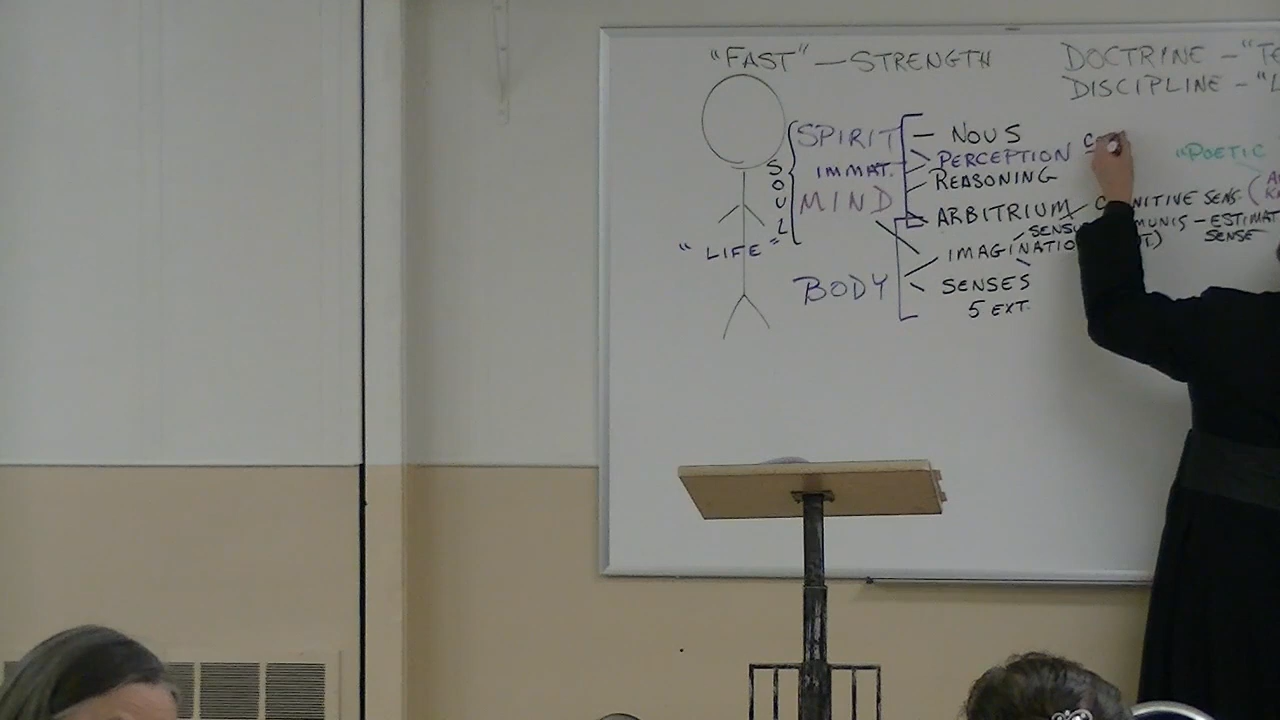 "FAST" — STRENGTH
DOCTRINE - "TE
DISCIPLINE - "L
SPIRIT — NOUS
IMMAT. PERCEPTION
"POETIC
REASONING
SOUL
MIND
ARBITRIUM NITIVE SENS.
MUNIS - ESTIMAT
SENSE
"LIFE"
BODY
SENSES
5 EXT.